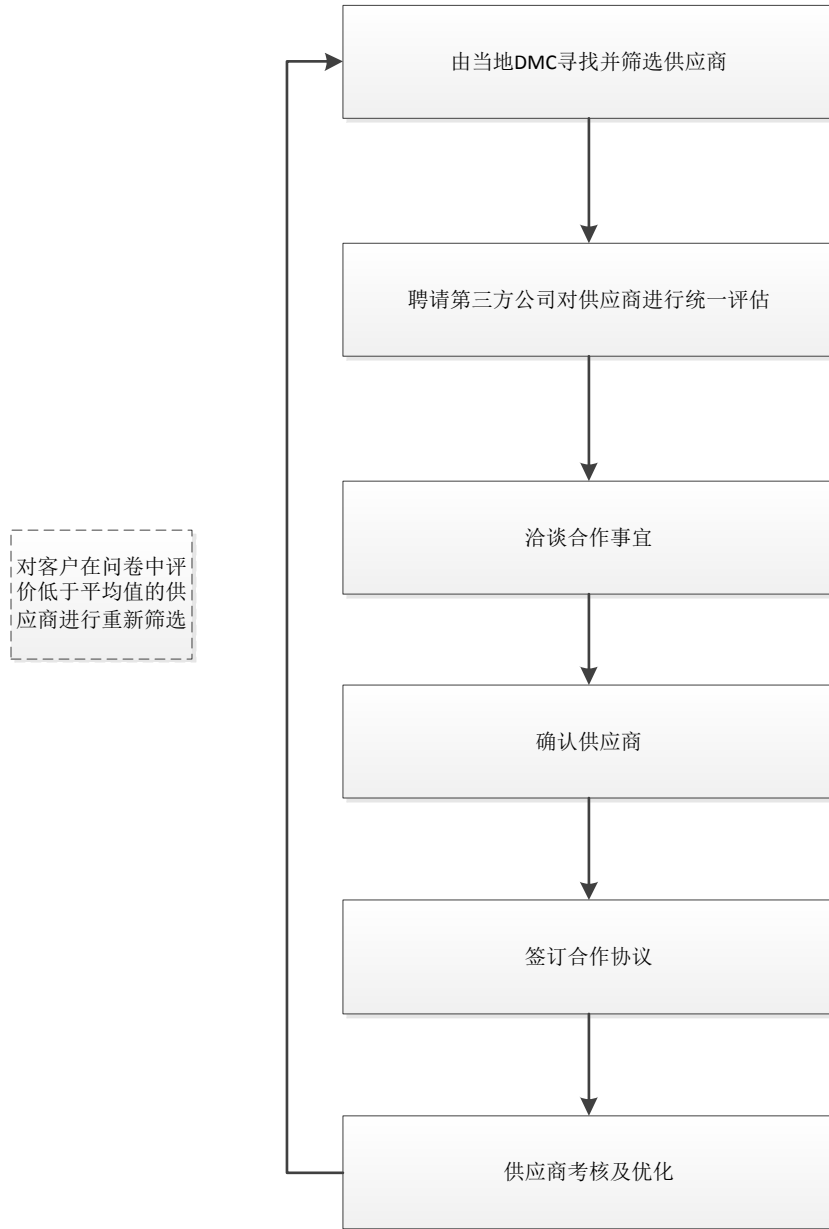 由当地DMC寻找并筛选供应商
聘请第三方公司对供应商进行统一评估
洽谈合作事宜
对客户在问卷中评
价低于平均值的供
应商进行重新筛选
确认供应商
签订合作协议
供应商考核及优化